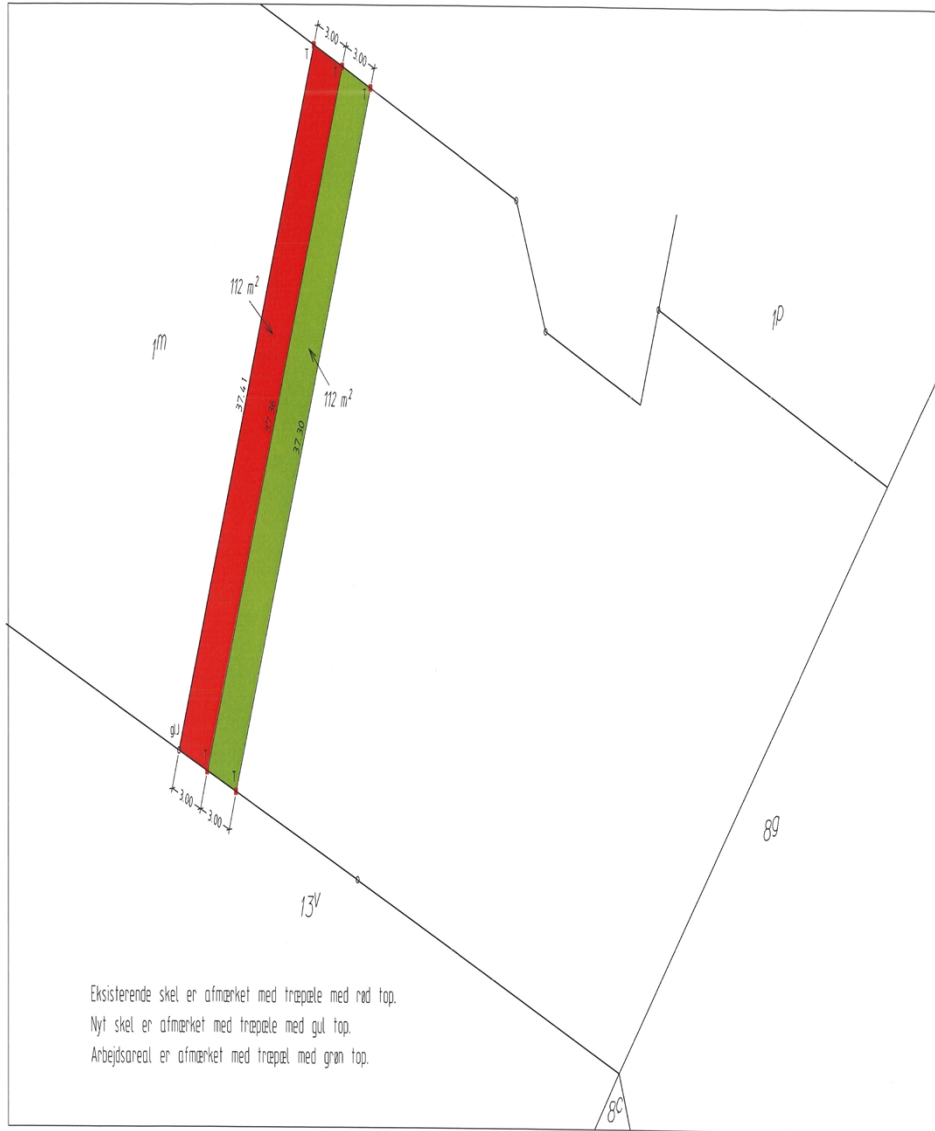 3.00
3.00
T
T
T
112 m²
1m
1p
37.41
37.36
112 m²
37.30
glJ
T
T
3.00
3.00
8g
13v
Eksisterende skel er afmærket med træpæle med rød top.
Nyt skel er afmærket med træpæle med gul top.
Arbejdsareal er afmærket med træpæl med grøn top.
8c